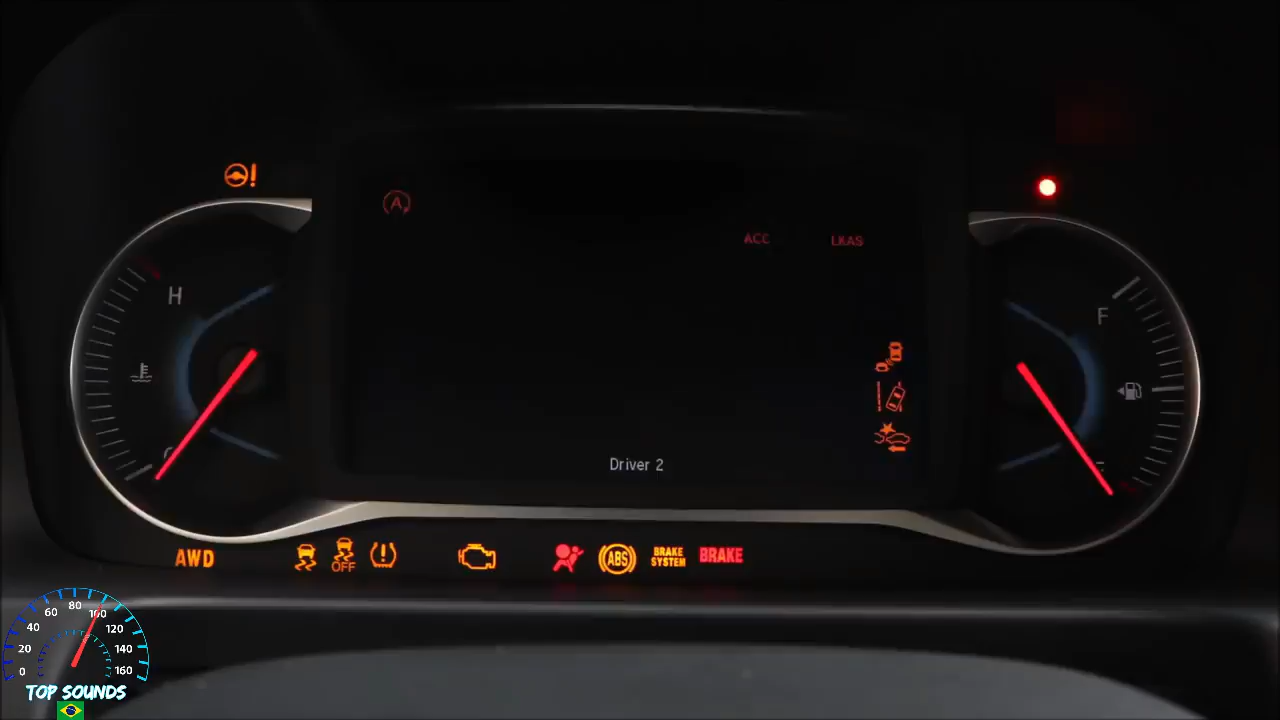 A
ACC
LKAS
H
F
Driver 2
AWD
OFF
ABS
BRAKE
SYSTEM
BRAKE
80
60
100
40
120
20
140
0
160
TOP SOUNDS